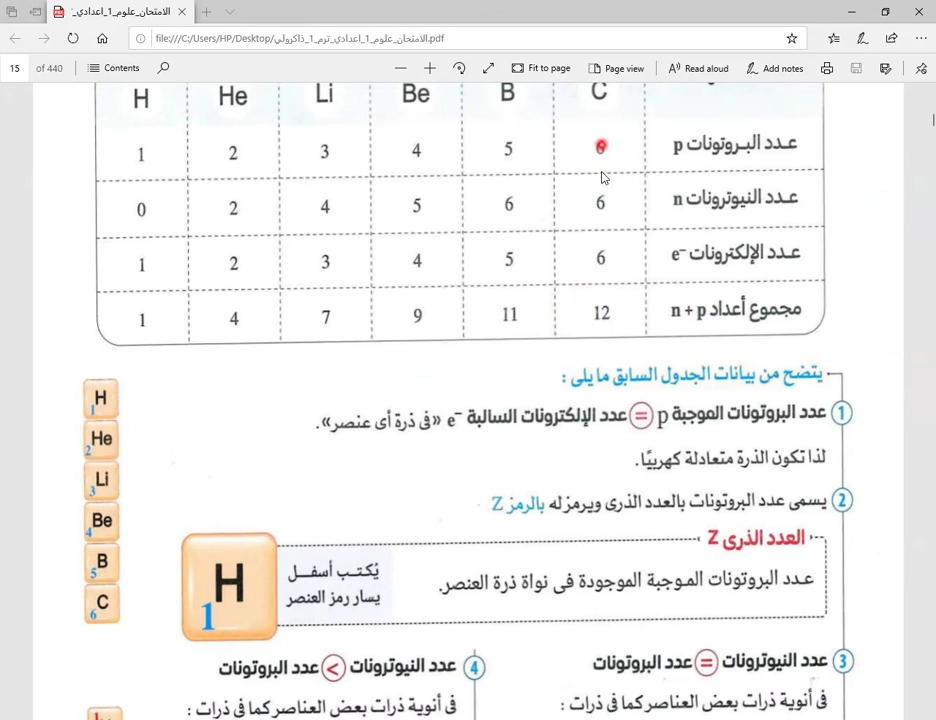 الامتحان_علوم_1_اعدادي_
file:///C:/Users/HP/Desktop/الامتحان_علوم_1_اعدادي_ترم_1_ذاكرولي.pdf
15 of 440 Contents Fit to page Page view Read aloud Add notes
H He Li Be B C
عدد البروتونات p 1 2 3 4 5 6
عدد النيوترونات n 0 2 4 5 6 6
عدد الإلكترونات e⁻ 1 2 3 4 5 6
مجموع أعداد n + p 1 4 7 9 11 12
يتضح من بيانات الجدول السابق ما يلى :
1 عدد البروتونات الموجبة p = عدد الإلكترونات السالبة e⁻ «فى ذرة أى عنصر».
لذا تكون الذرة متعادلة كهربيًا.
2 يسمى عدد البروتونات بالعدد الذرى ويرمز له بالرمز Z
العدد الذرى Z
عدد البروتونات الموجبة الموجودة فى نواة ذرة العنصر.
يُكتب أسفل
يسار رمز العنصر
H
1
3 عدد النيوترونات = عدد البروتونات
فى أنوية ذرات بعض العناصر كما فى ذرات :
4 عدد النيوترونات > عدد البروتونات
فى أنوية ذرات بعض العناصر كما فى ذرات :
H
1
He
2
Li
3
Be
4
B
5
C
6